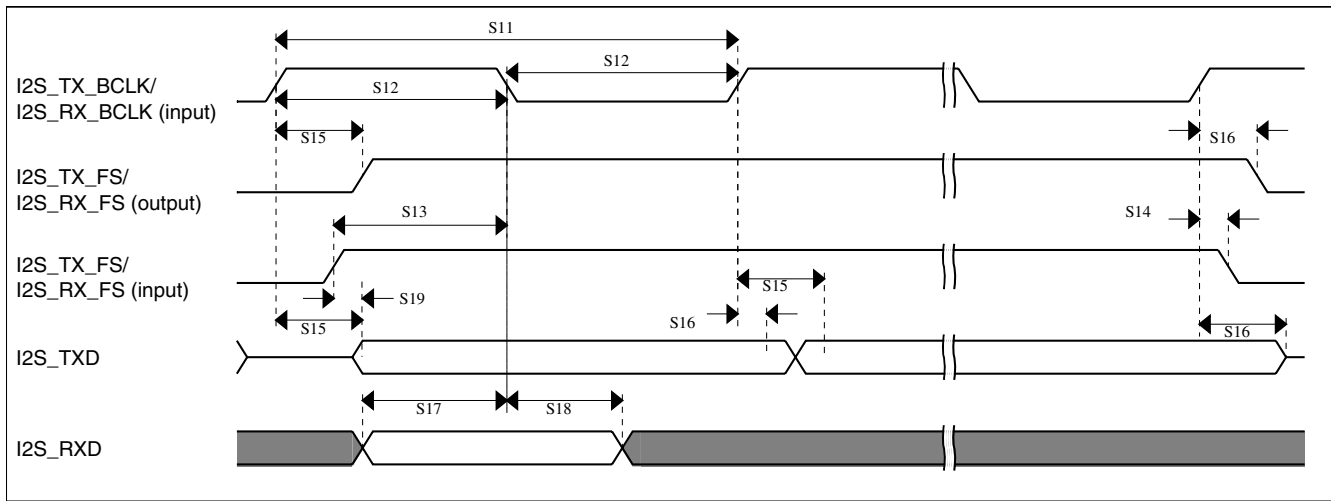 S11
I2S_TX_BCLK/
I2S_RX_BCLK (input)
S12
S12
S15
S16
I2S_TX_FS/
I2S_RX_FS (output)
S13
S14
I2S_TX_FS/
I2S_RX_FS (input)
S15
S19
S15
S16
S16
I2S_TXD
S17
S18
I2S_RXD